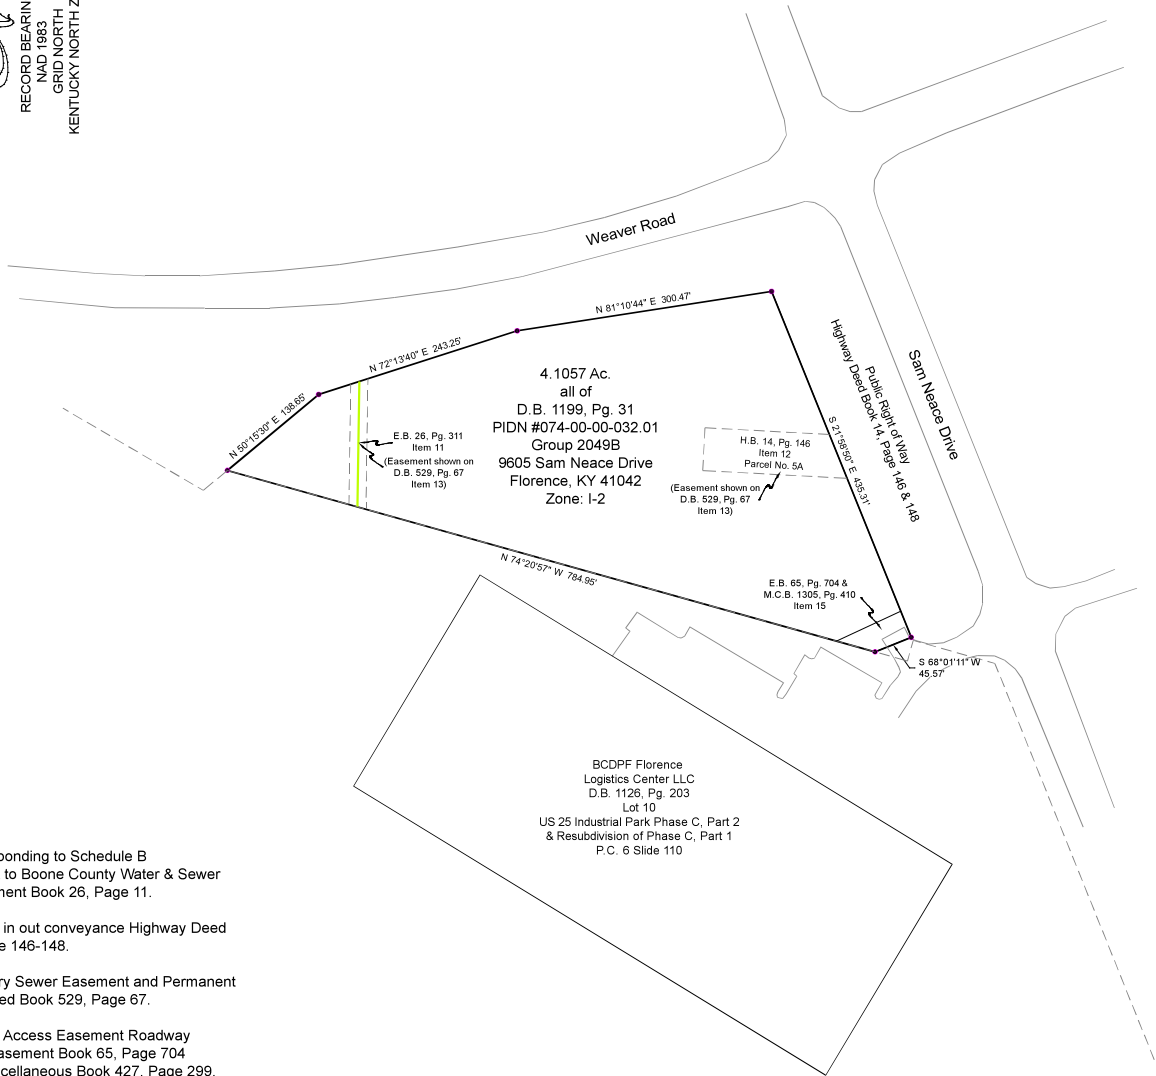 RECORD BEARIN
NAD 1983
GRID NORTH
KENTUCKY NORTH Z
Weaver Road
N 81°10'44" E 300.47'
N 72°13'40" E 243.25'
N 50°15'30" E 138.65'
4.1057 Ac.
all of
D.B. 1199, Pg. 31
PIDN #074-00-00-032.01
Group 2049B
9605 Sam Neace Drive
Florence, KY 41042
Zone: I-2
E.B. 26, Pg. 311
Item 11
(Easement shown on
D.B. 529, Pg. 67
Item 13)
H.B. 14, Pg. 146
Item 12
Parcel No. 5A
(Easement shown on
D.B. 529, Pg. 67
Item 13)
S 21°58'50" E 435.31'
Public Right of Way
Highway Deed Book 14, Page 146 & 148
Sam Neace Drive
N 74°20'57" W 784.95'
E.B. 65, Pg. 704 &
M.C.B. 1305, Pg. 410
Item 15
S 68°01'11" W
45.57'
BCDPF Florence
Logistics Center LLC
D.B. 1126, Pg. 203
Lot 10
US 25 Industrial Park Phase C, Part 2
& Resubdivision of Phase C, Part 1
P.C. 6 Slide 110
ponding to Schedule B
to Boone County Water & Sewer
ment Book 26, Page 11.
in out conveyance Highway Deed
e 146-148.
ry Sewer Easement and Permanent
ed Book 529, Page 67.
Access Easement Roadway
asement Book 65, Page 704
cellaneous Book 427, Page 299.